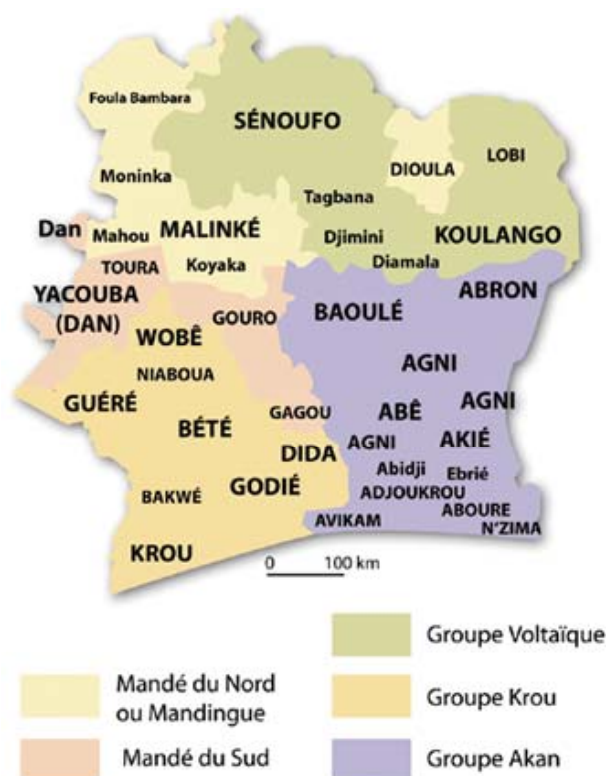 Foula Bambara
SÉNOUFO
LOBI
DIOULA
Moninka
Tagbana
Dan
Mahou
MALINKÉ
Djimini
KOULANGO
TOURA
Koyaka
Diamala
YACOUBA
(DAN)
ABRON
GOURO
BAOULÉ
WOBÊ
AGNI
NIABOUA
GUÉRÉ
AGNI
GAGOU
ABÊ
BÉTÉ
AGNI
AKIÉ
DIDA
Abidji
Ebrié
GODIÉ
ADJOUKROU
BAKWÉ
ABOURE
AVIKAM
N'ZIMA
KROU
0 100 km
Groupe Voltaïque
Mandé du Nord
ou Mandingue
Groupe Krou
Mandé du Sud
Groupe Akan